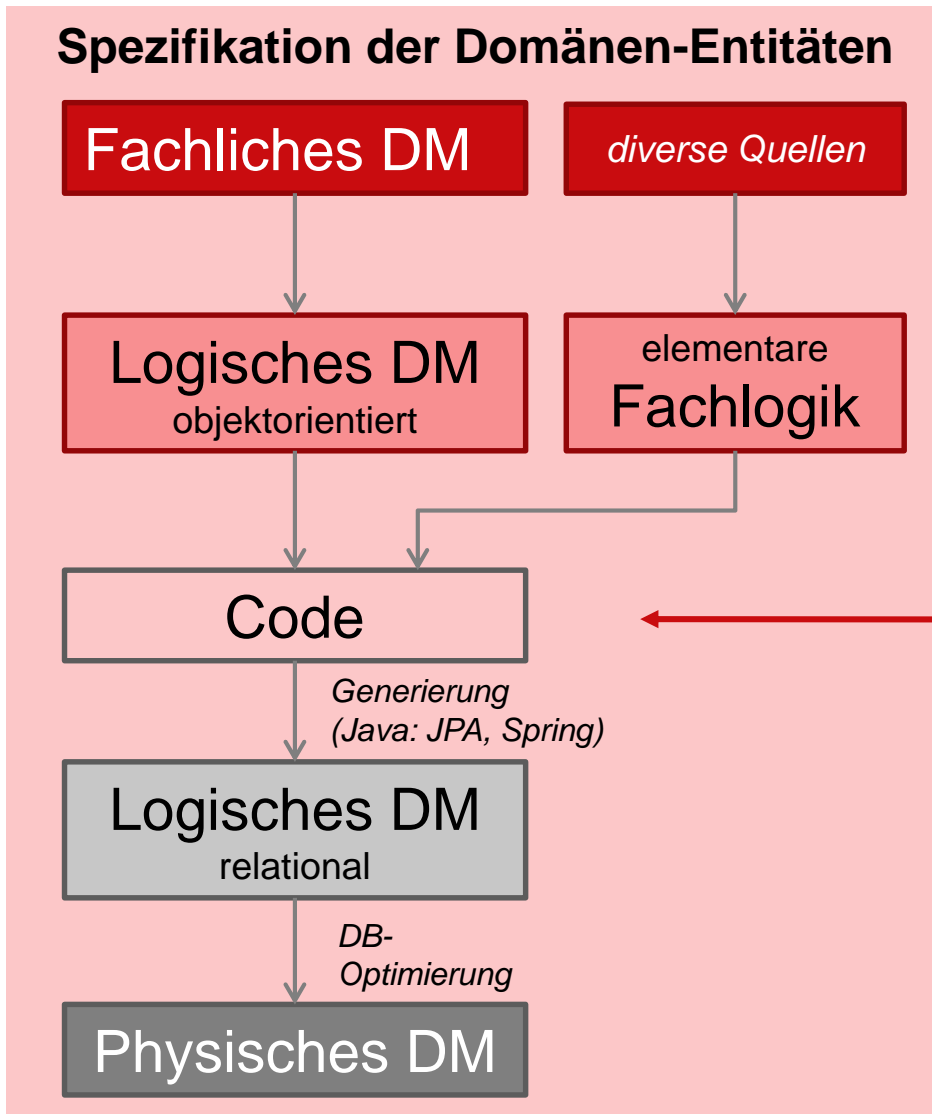 Spezifikation der Domänen-Entitäten
Fachliches DM
diverse Quellen
Logisches DM
objektorientiert
elementare
Fachlogik
Code
Generierung
(Java: JPA, Spring)
Logisches DM
relational
DB-
Optimierung
Physisches DM